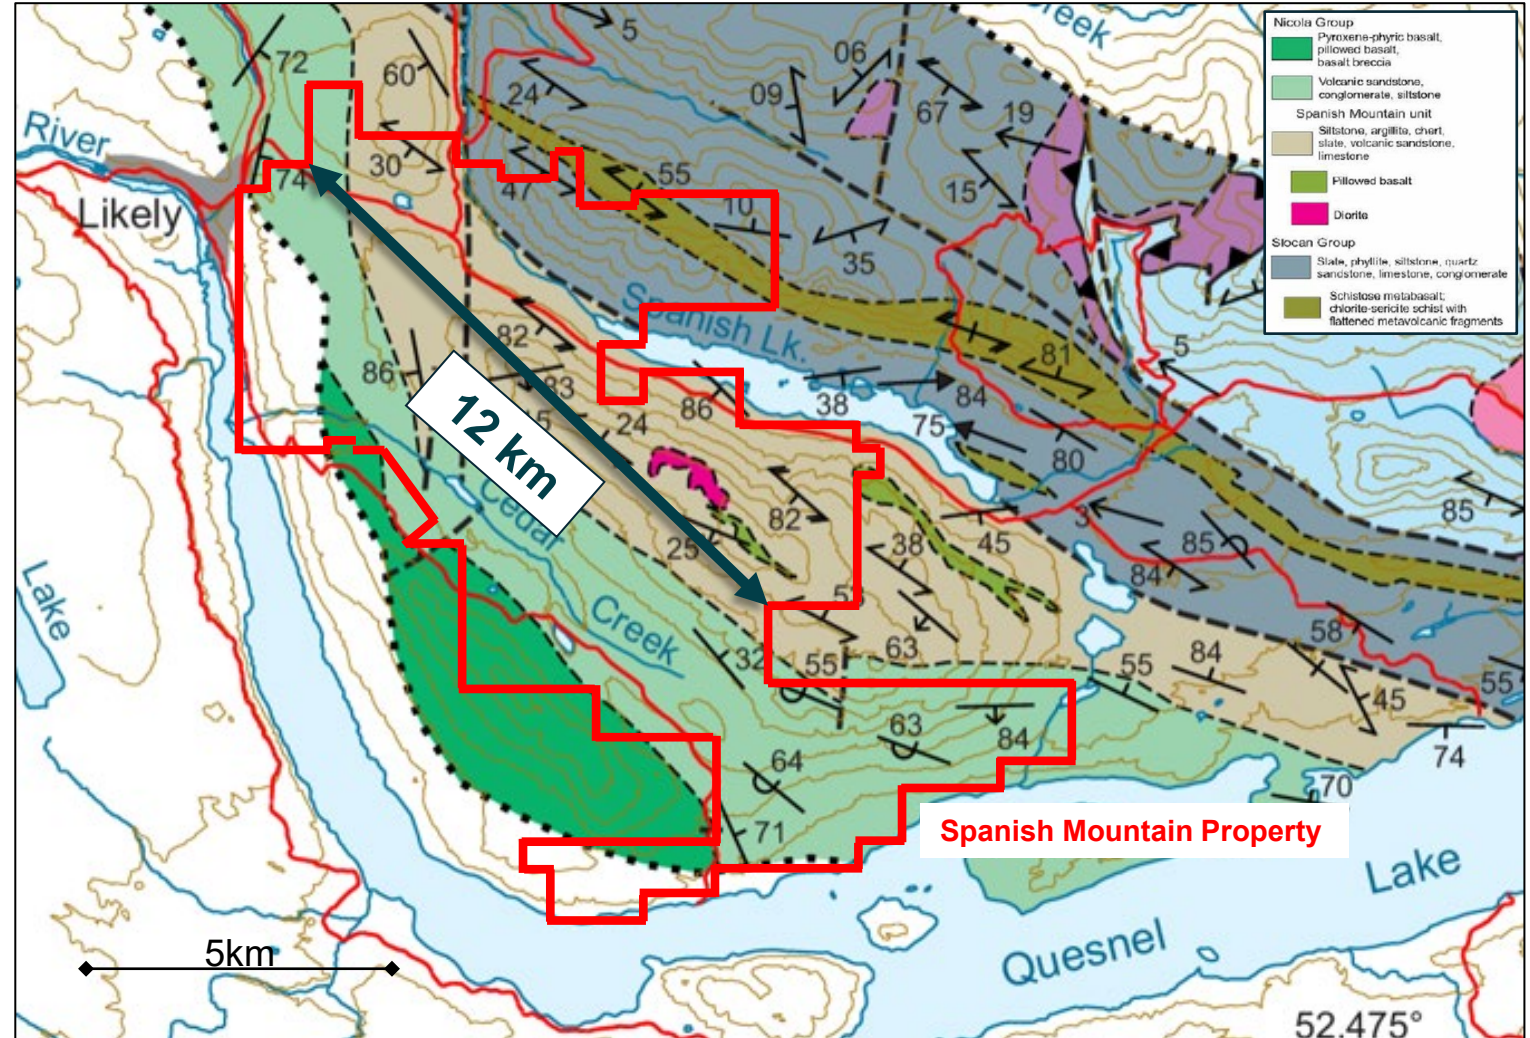 Creek
5
72
60
24
09
06
67
19
River
30
74
47
55
15
Likely
10
35
Spanish Lk.
82
81
5
86
83
38
84
12 km
24
86
75
80
82
3
85
Cedar
25
38
45
85
84
Lake
55
Creek
58
63
32
55
55
84
45
55
63
84
74
64
70
71
Spanish Mountain Property
Lake
Quesnel
5km
52.475°
Nicola Group
Pyroxene-phyric basalt,
pillowed basalt,
basalt breccia
Volcanic sandstone,
conglomerate, siltstone
Spanish Mountain unit
Siltstone, argillite, chert,
slate, volcanic sandstone,
limestone
Pillowed basalt
Diorite
Slocan Group
Slate, phyllite, siltstone, quartz
sandstone, limestone, conglomerate
Schistose metabasalt;
chlorite-sericite schist with
flattened metavolcanic fragments